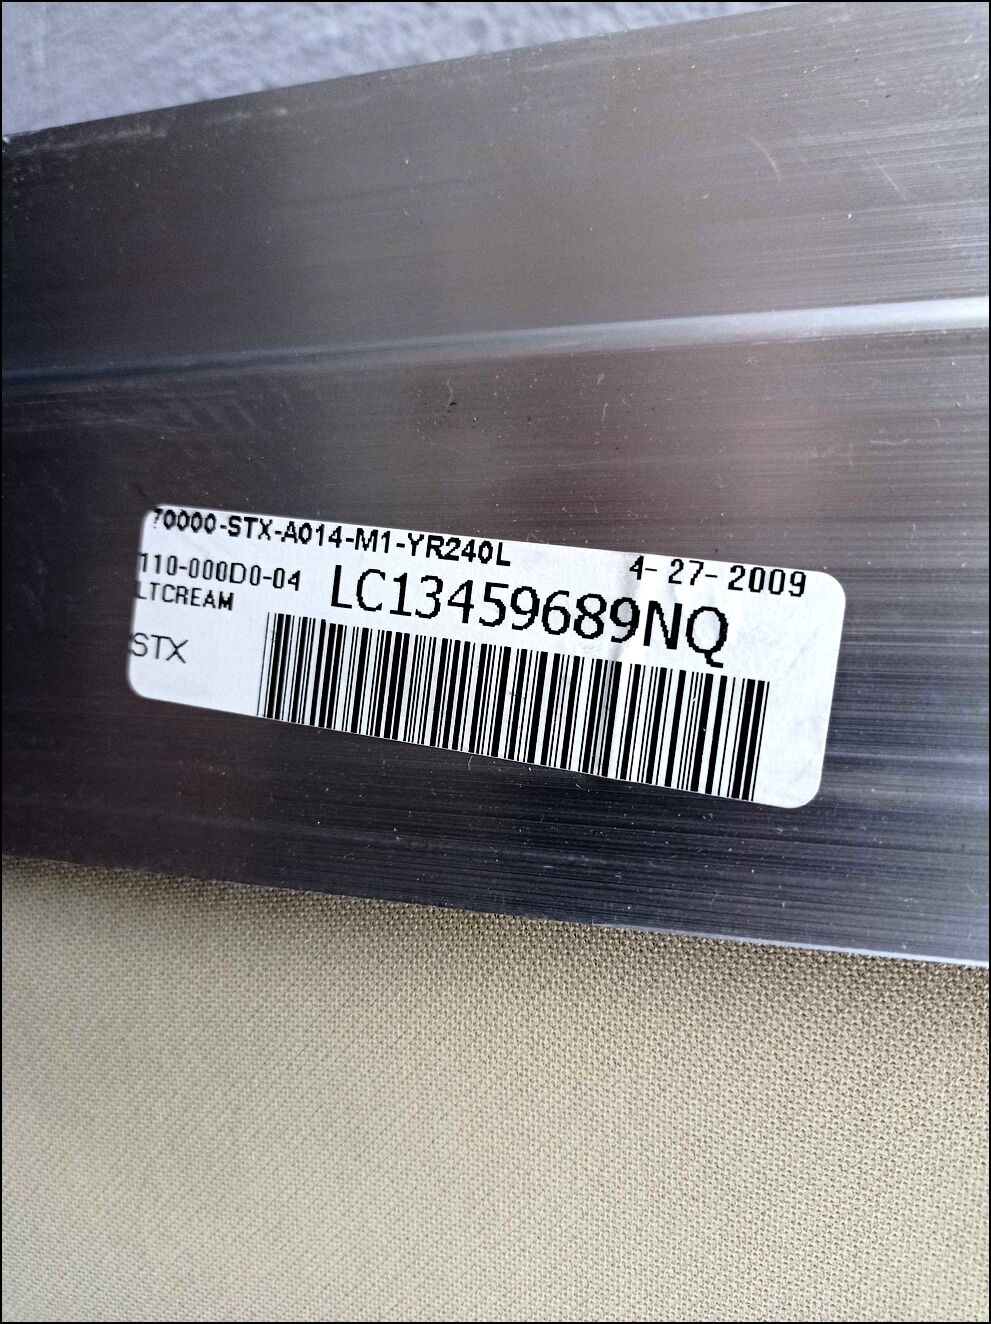 70000-STX-A014-M1-YR240L
4-27-2009
110-000D0-04
LC13459689NQ
LTCREAM
STX